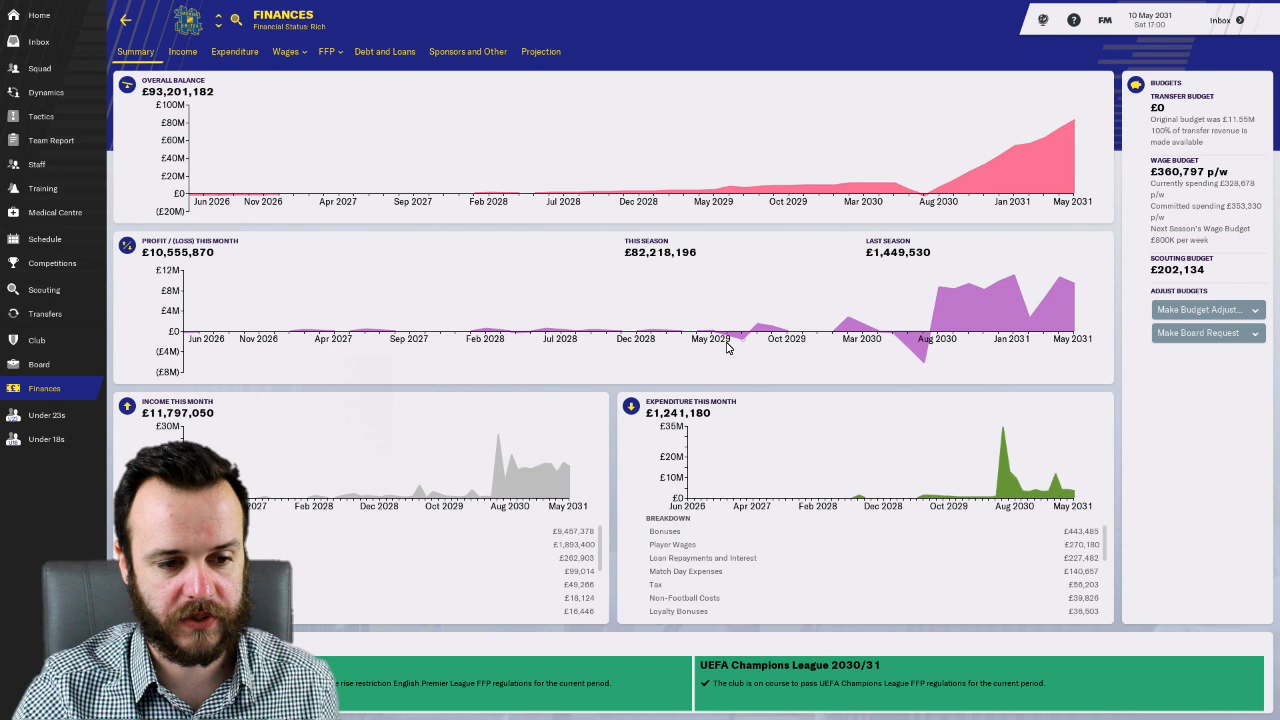 Home
Inbox
Squad
Dynamics
Tactics
Team Report
Staff
Training
Medical Centre
Schedule
Competitions
Scouting
Transfers
Club
Board
Finances
Under 23s
Under 18s
FINANCES
Financial Status: Rich
FM
10 May 2031
Sat 17:00
Inbox
Summary Income Expenditure Wages FFP Debt and Loans Sponsors and Other Projection
OVERALL BALANCE
£93,201,182
£100M
£80M
£60M
£40M
£20M
£0
(£20M)
Jun 2026 Nov 2026 Apr 2027 Sep 2027 Feb 2028 Jul 2028 Dec 2028 May 2029 Oct 2029 Mar 2030 Aug 2030 Jan 2031 May 2031
PROFIT / (LOSS) THIS MONTH
£10,555,870
THIS SEASON
£82,218,196
LAST SEASON
£1,449,530
£12M
£8M
£4M
£0
(£4M)
(£8M)
Jun 2026 Nov 2026 Apr 2027 Sep 2027 Feb 2028 Jul 2028 Dec 2028 May 2029 Oct 2029 Mar 2030 Aug 2030 Jan 2031 May 2031
INCOME THIS MONTH
£11,797,050
£30M
2027 Feb 2028 Dec 2028 Oct 2029 Aug 2030 May 2031
£9,457,378
£1,893,400
£262,903
£99,014
£49,266
£18,124
£16,446
EXPENDITURE THIS MONTH
£1,241,180
£35M
£20M
£10M
£0
Jun 2026 Apr 2027 Feb 2028 Dec 2028 Oct 2029 Aug 2030 May 2031
BREAKDOWN
Bonuses £443,485
Player Wages £270,180
Loan Repayments and Interest £227,482
Match Day Expenses £140,657
Tax £56,203
Non-Football Costs £39,826
Loyalty Bonuses £36,503
BUDGETS
TRANSFER BUDGET
£0
Original budget was £11.55M
100% of transfer revenue is
made available
WAGE BUDGET
£360,797 p/w
Currently spending £328,678
p/w
Committed spending £353,330
p/w
Next Season's Wage Budget
£800K per week
SCOUTING BUDGET
£202,134
ADJUST BUDGETS
Make Budget Adjust...
Make Board Request
rise restriction English Premier League FFP regulations for the current period.
UEFA Champions League 2030/31
The club is on course to pass UEFA Champions League FFP regulations for the current period.